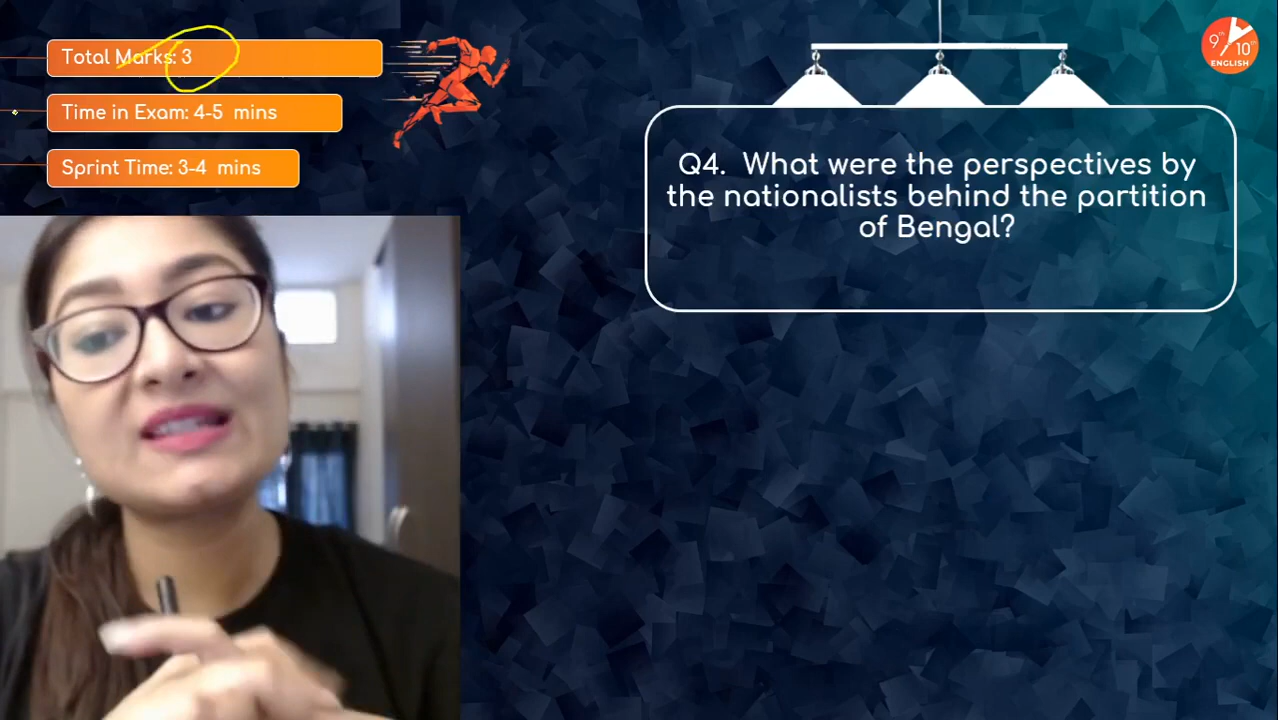 Total Marks: 3
Time in Exam: 4-5 mins
Sprint Time: 3-4 mins
9TH 10TH
ENGLISH
Q4. What were the perspectives by
the nationalists behind the partition
of Bengal?